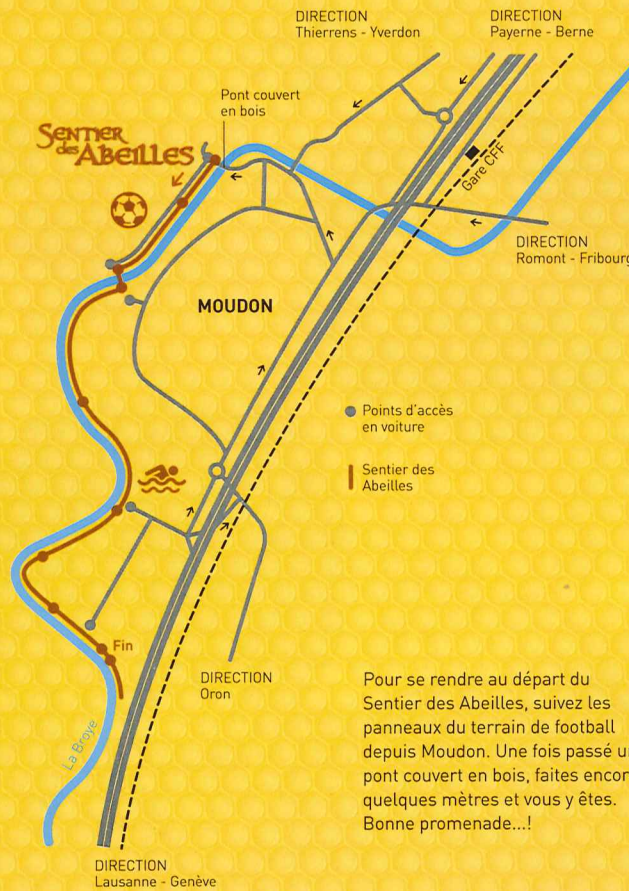 DIRECTION
Thierrens - Yverdon
DIRECTION
Payerne - Berne
Pont couvert
en bois
SENTIER
des ABEILLES
Gare CFF
DIRECTION
Romont - Fribourg
MOUDON
Points d'accès
en voiture
Sentier des
Abeilles
Fin
DIRECTION
Oron
La Broye
Pour se rendre au départ du
Sentier des Abeilles, suivez les
panneaux du terrain de football
depuis Moudon. Une fois passé u
pont couvert en bois, faites encor
quelques mètres et vous y êtes.
Bonne promenade...!
DIRECTION
Lausanne - Genève